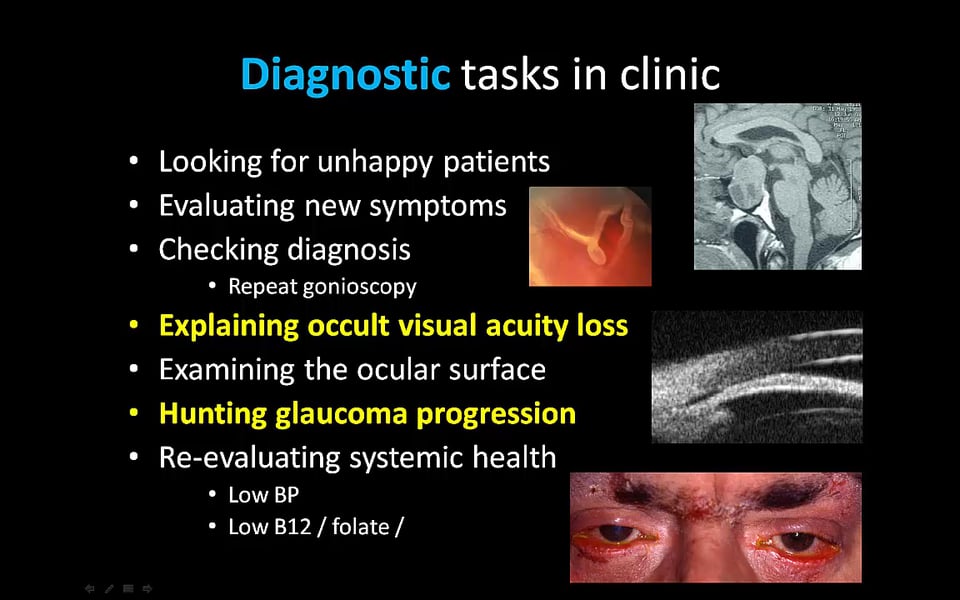 Diagnostic tasks in clinic
• Looking for unhappy patients
• Evaluating new symptoms
• Checking diagnosis
• Repeat gonioscopy
• Explaining occult visual acuity loss
• Examining the ocular surface
• Hunting glaucoma progression
• Re-evaluating systemic health
• Low BP
• Low B12 / folate /